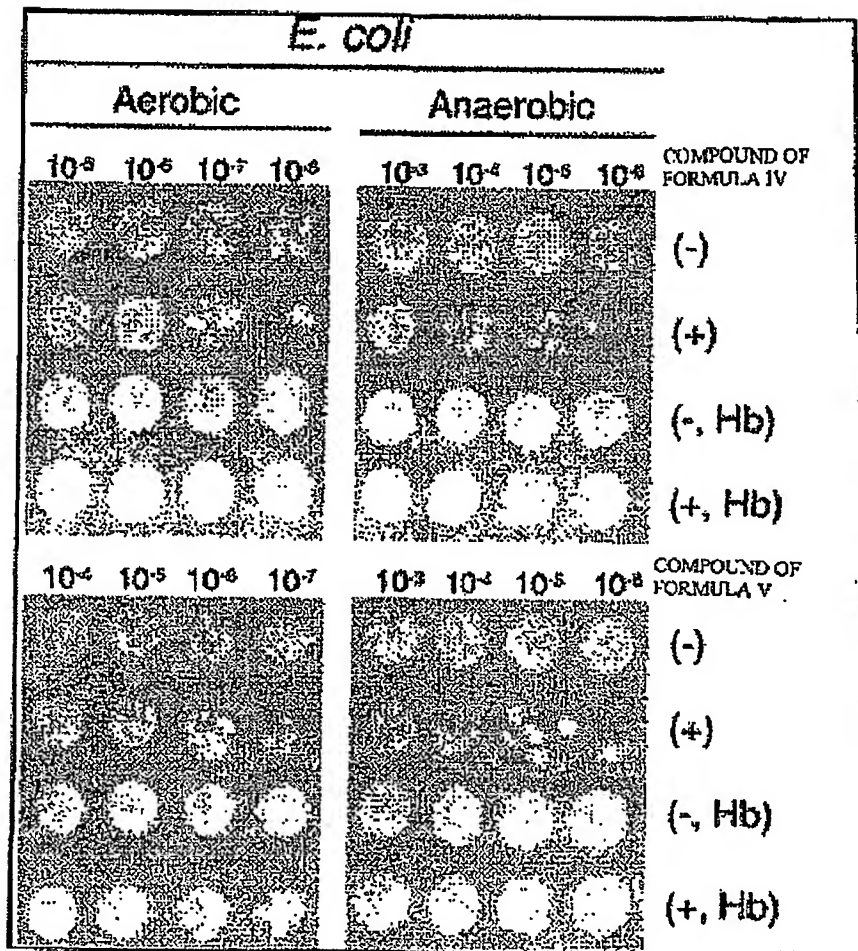 E. coli
Aerobic Anaerobic
10⁻⁵ 10⁻⁶ 10⁻⁷ 10⁻⁸ 10⁻³ 10⁻⁴ 10⁻⁵ 10⁻⁶ COMPOUND OF
FORMULA IV
(-)
(+)
(-, Hb)
(+, Hb)
10⁻⁴ 10⁻⁵ 10⁻⁶ 10⁻⁷ 10⁻³ 10⁻⁴ 10⁻⁵ 10⁻⁶ COMPOUND OF
FORMULA V
(-)
(+)
(-, Hb)
(+, Hb)